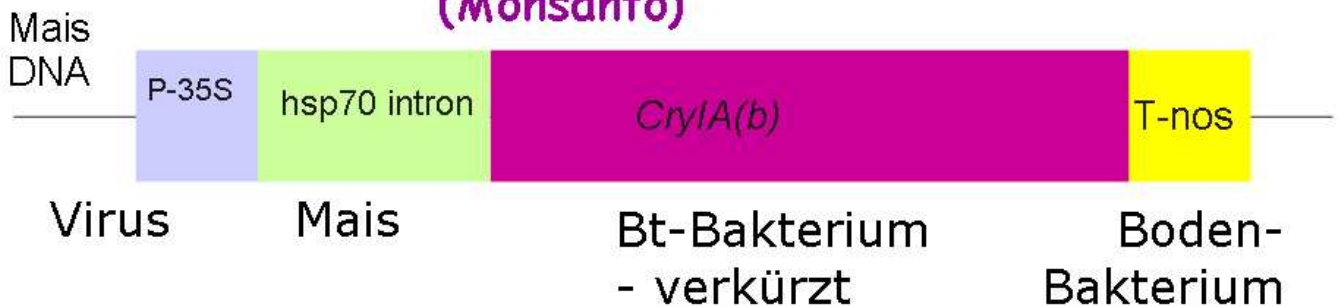 (Monsanto)
Mais
DNA
P-35S
hsp70 intron
CryIA(b)
T-nos
Virus
Mais
Bt-Bakterium
- verkürzt
Boden-
Bakterium